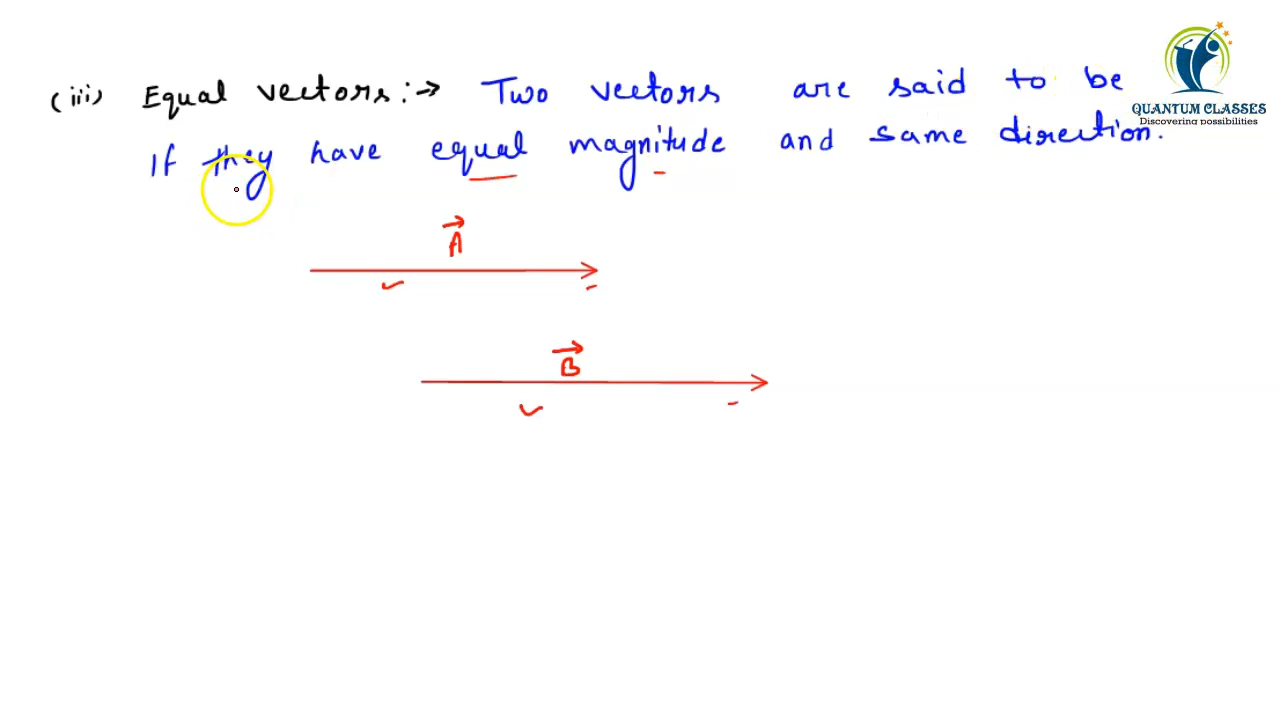 (iii) Equal vectors:→ Two vectors are said to be
If they have equal magnitude and same direction.
QUANTUM CLASSES
Discovering possibilities
A
B